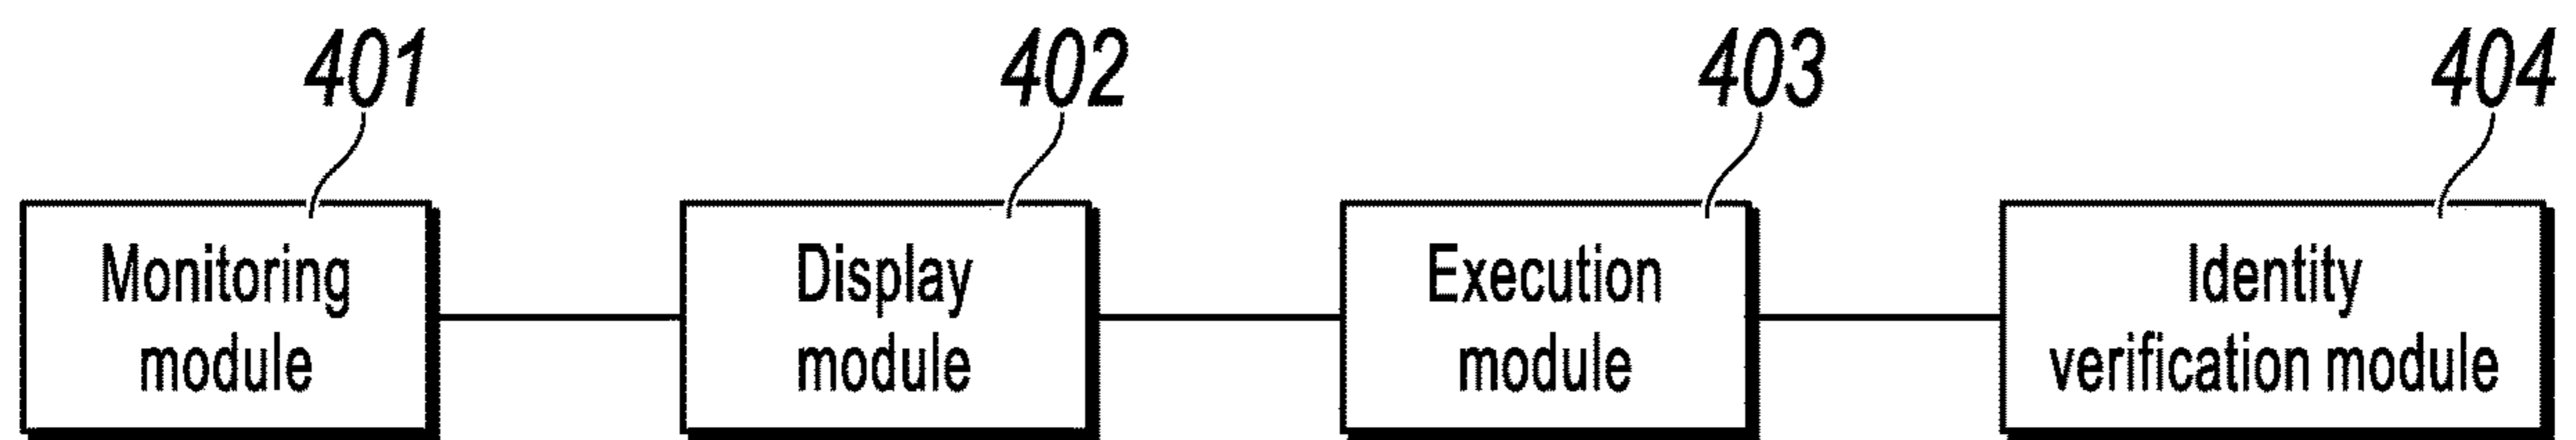 401
402
403
404
Monitoring
module
Display
module
Execution
module
Identity
verification module